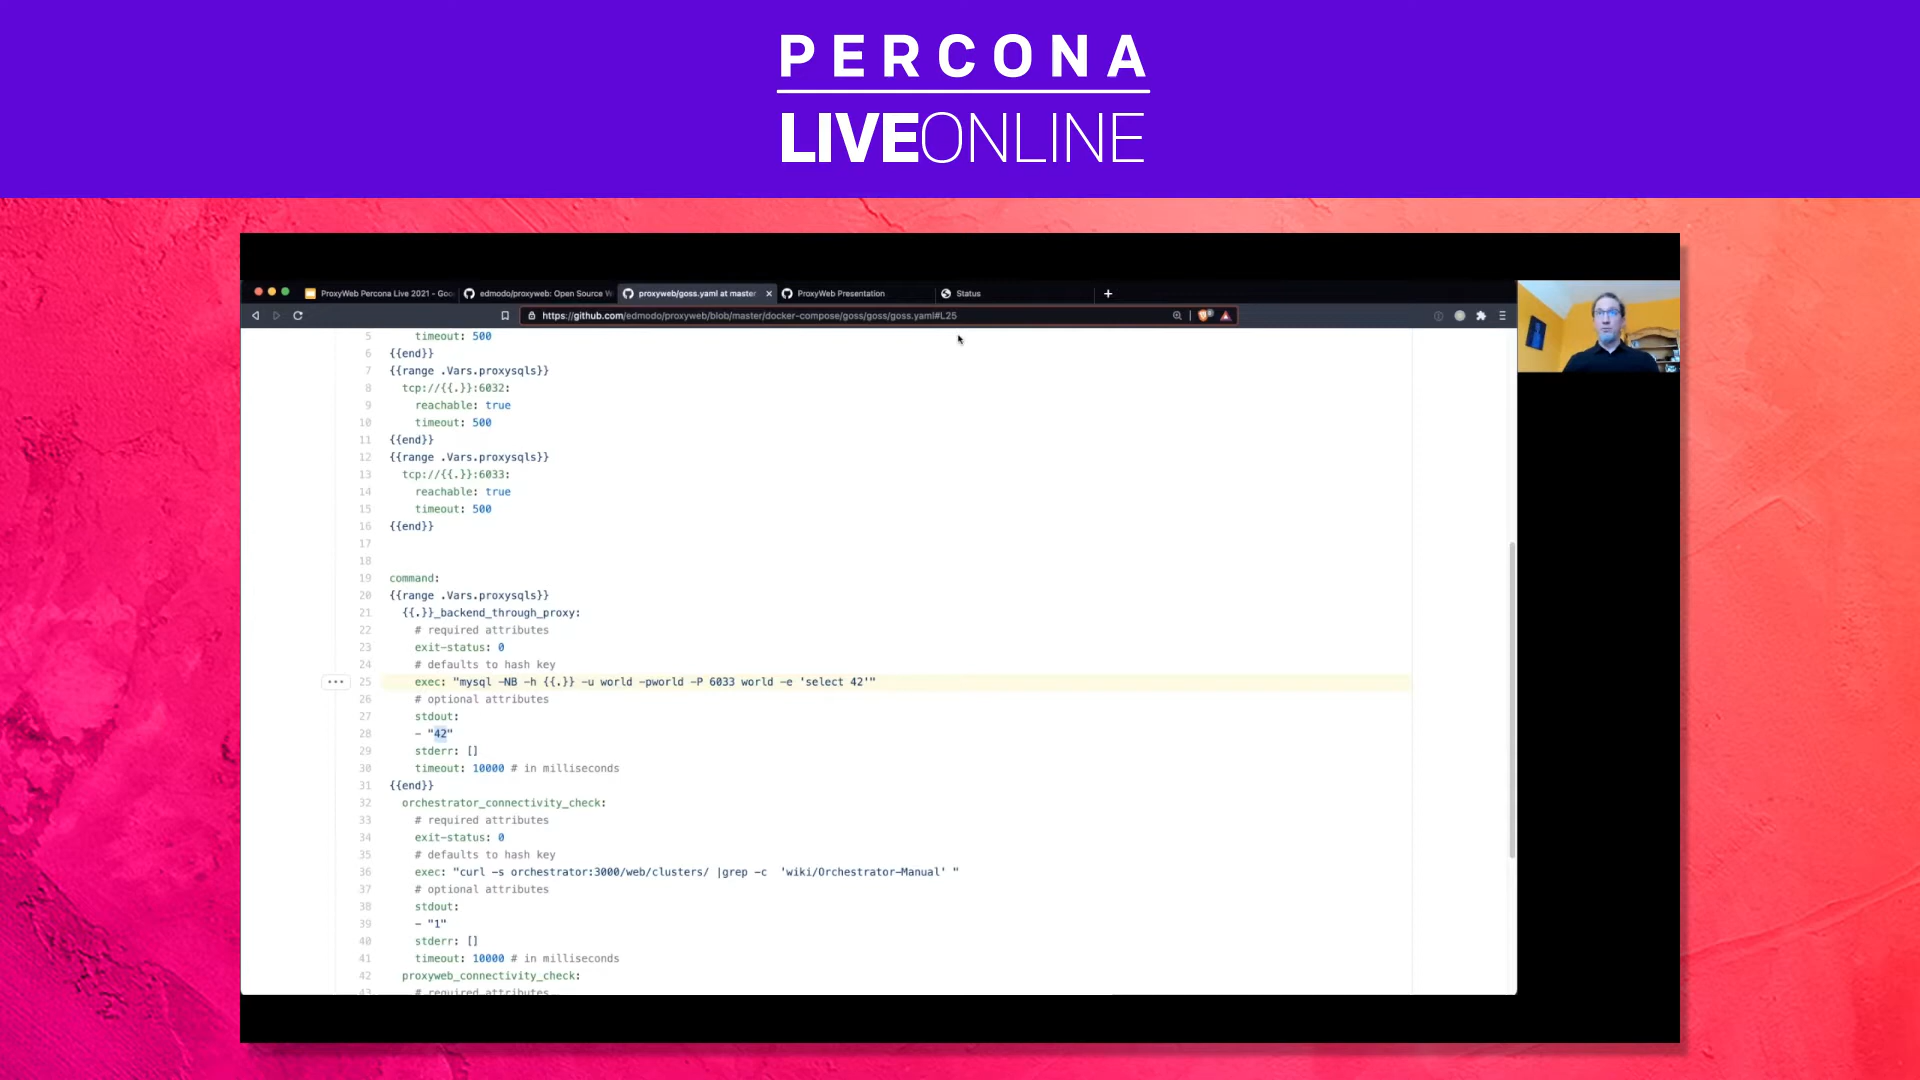 PERCONA
LIVEONLINE
ProxyWeb Percona Live 2021 - Goo
edmodo/proxyweb: Open Source W
proxyweb/goss.yaml at master
ProxyWeb Presentation
Status
https://github.com/edmodo/proxyweb/blob/master/docker-compose/goss/goss/goss.yaml#L25
5 timeout: 500
6 {{end}}
7 {{range .Vars.proxysqls}}
8 tcp://{{.}}:6032:
9 reachable: true
10 timeout: 500
11 {{end}}
12 {{range .Vars.proxysqls}}
13 tcp://{{.}}:6033:
14 reachable: true
15 timeout: 500
16 {{end}}
17
18
19 command:
20 {{range .Vars.proxysqls}}
21 {{.}}_backend_through_proxy:
22 # required attributes
23 exit-status: 0
24 # defaults to hash key
25 exec: "mysql -NB -h {{.}} -u world -pworld -P 6033 world -e 'select 42'"
26 # optional attributes
27 stdout:
28 - "42"
29 stderr: []
30 timeout: 10000 # in milliseconds
31 {{end}}
32 orchestrator_connectivity_check:
33 # required attributes
34 exit-status: 0
35 # defaults to hash key
36 exec: "curl -s orchestrator:3000/web/clusters/ |grep -c  'wiki/Orchestrator-Manual' "
37 # optional attributes
38 stdout:
39 - "1"
40 stderr: []
41 timeout: 10000 # in milliseconds
42 proxyweb_connectivity_check:
43 # required attributes